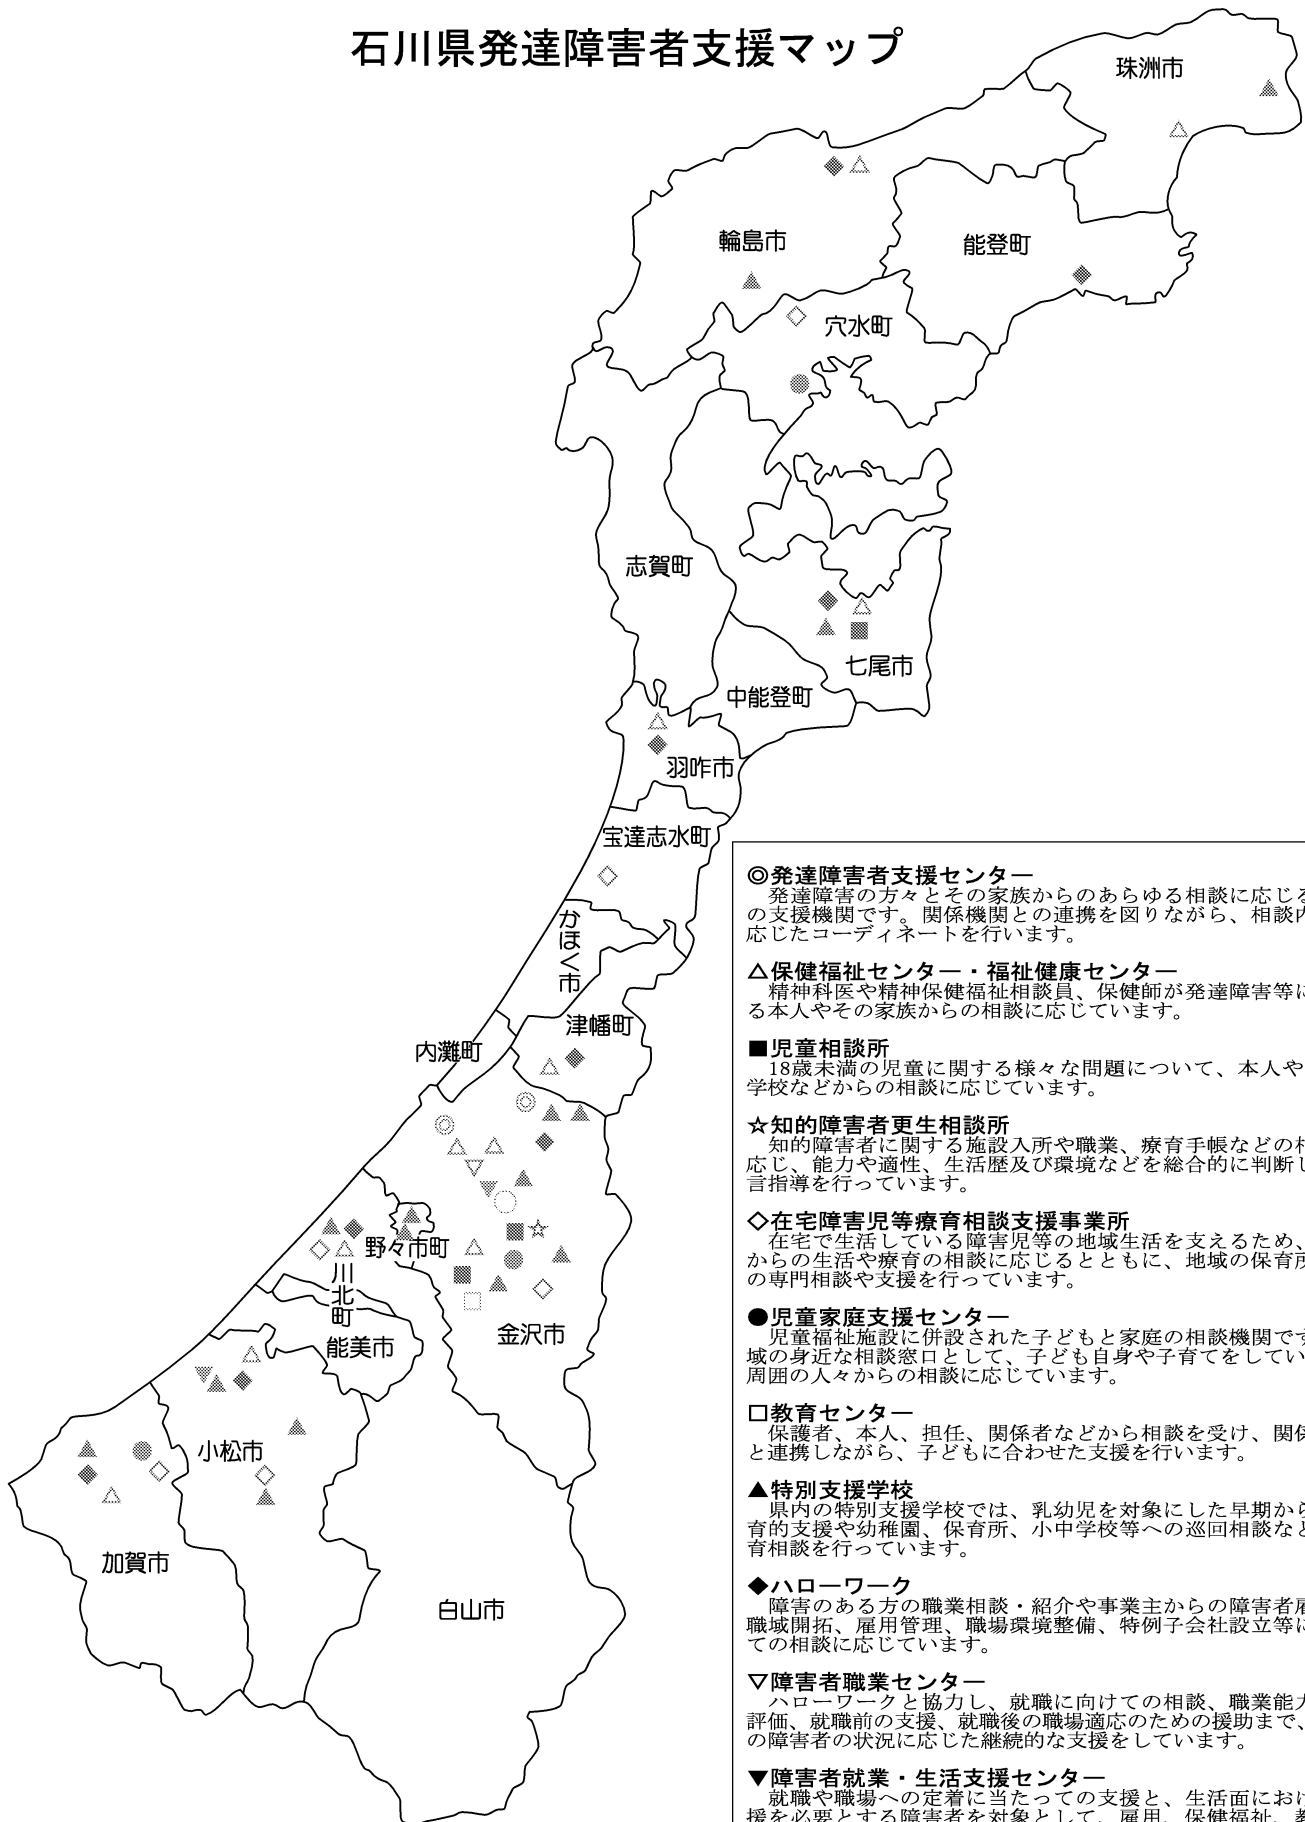 石川県発達障害者支援マップ
珠洲市
輪島市
能登町
穴水町
志賀町
七尾市
中能登町
羽咋市
宝達志水町
かほく市
津幡町
内灘町
野々市町
川北町
能美市
金沢市
小松市
加賀市
白山市
◎発達障害者支援センター
発達障害の方々とその家族からのあらゆる相談に応じる
の支援機関です。関係機関との連携を図りながら、相談内
応じたコーディネートを行います。
△保健福祉センター・福祉健康センター
精神科医や精神保健福祉相談員、保健師が発達障害等に
る本人やその家族からの相談に応じています。
■児童相談所
18歳未満の児童に関する様々な問題について、本人や
学校などからの相談に応じています。
☆知的障害者更生相談所
知的障害者に関する施設入所や職業、療育手帳などの相
応じ、能力や適性、生活歴及び環境などを総合的に判断し
言指導を行っています。
◇在宅障害児等療育相談支援事業所
在宅で生活している障害児等の地域生活を支えるため、
からの生活や療育の相談に応じるとともに、地域の保育所
の専門相談や支援を行っています。
●児童家庭支援センター
児童福祉施設に併設された子どもと家庭の相談機関です
域の身近な相談窓口として、子ども自身や子育てをしてい
周囲の人々からの相談に応じています。
□教育センター
保護者、本人、担任、関係者などから相談を受け、関係
と連携しながら、子どもに合わせた支援を行います。
▲特別支援学校
県内の特別支援学校では、乳幼児を対象にした早期から
育的支援や幼稚園、保育所、小中学校等への巡回相談など
育相談を行っています。
◆ハローワーク
障害のある方の職業相談・紹介や事業主からの障害者雇
職域開拓、雇用管理、職場環境整備、特例子会社設立等に
ての相談に応じています。
▽障害者職業センター
ハローワークと協力し、就職に向けての相談、職業能力
評価、就職前の支援、就職後の職場適応のための援助まで、
の障害者の状況に応じた継続的な支援をしています。
▼障害者就業・生活支援センター
就職や職場への定着に当たっての支援と、生活面におけ
援を必要とする障害者を対象として、雇用、保健福祉、教